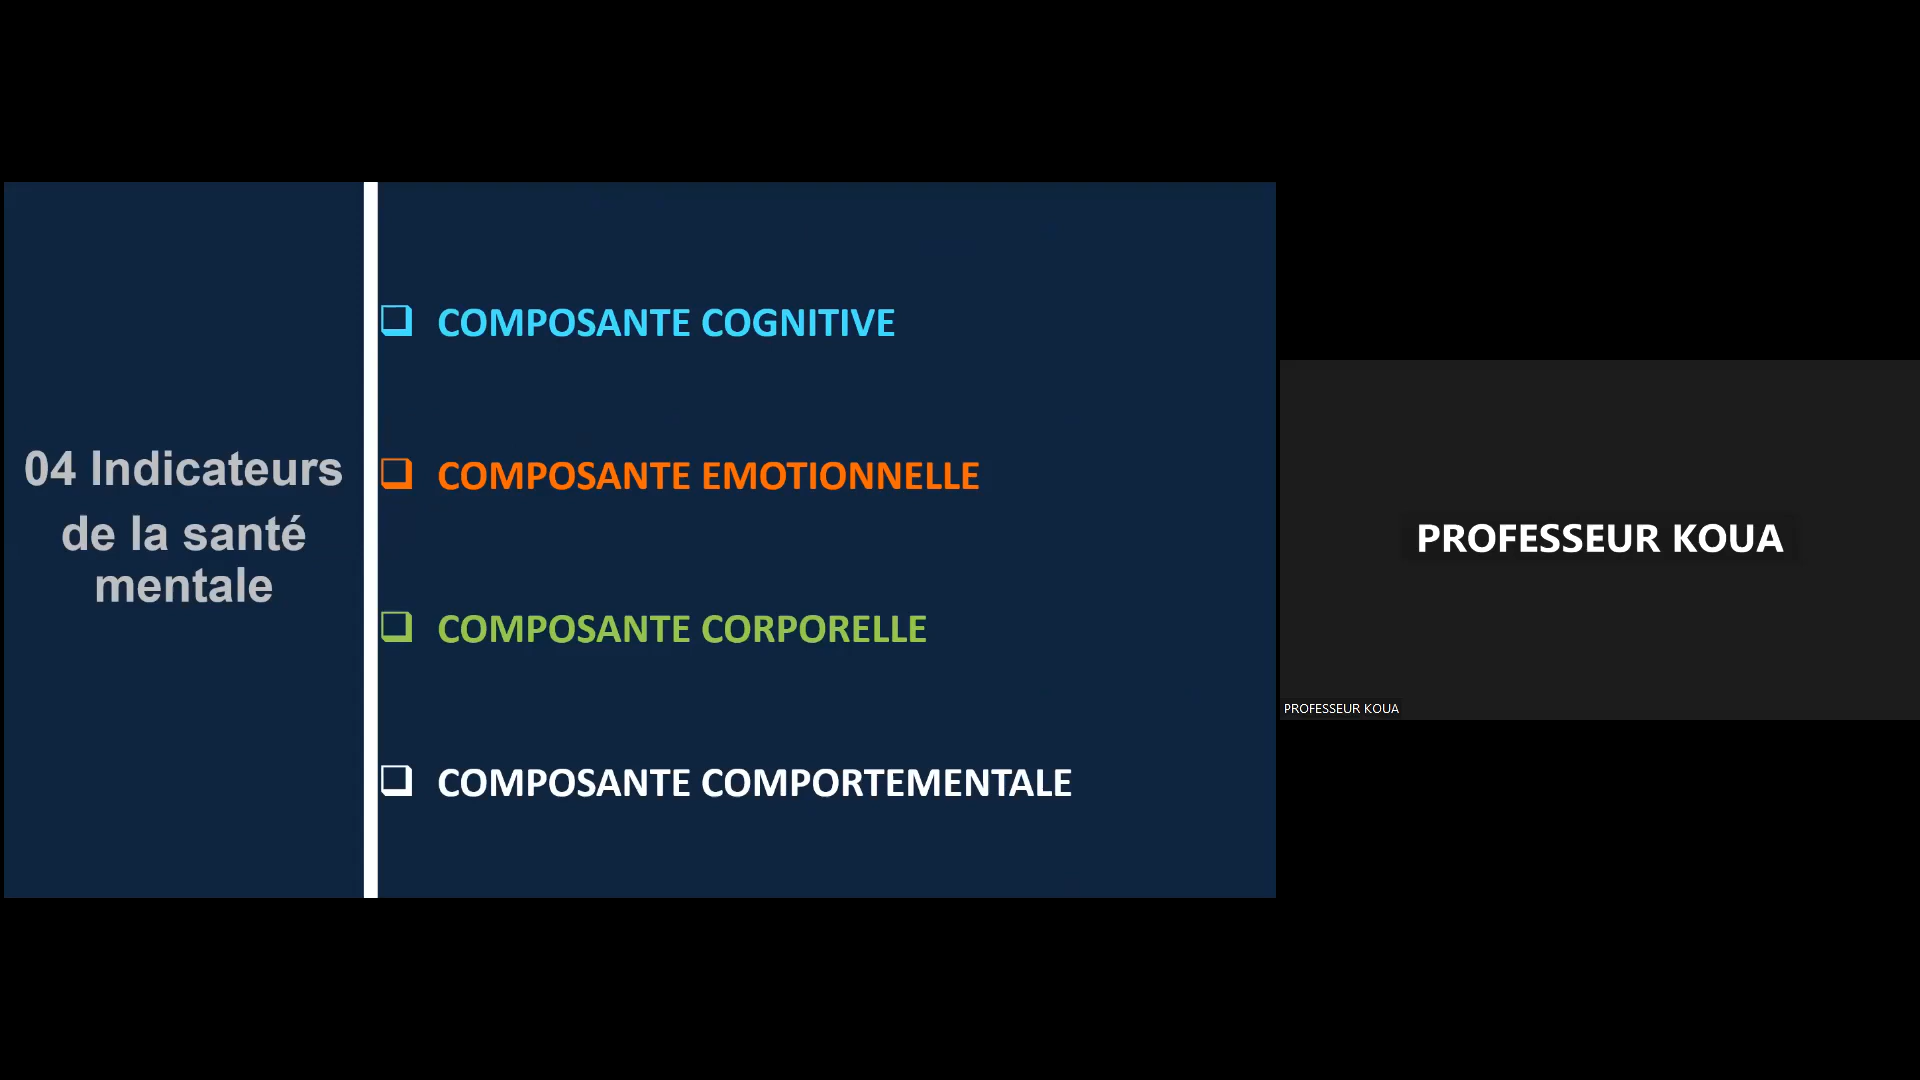 04 Indicateurs
de la santé
mentale
COMPOSANTE COGNITIVE
COMPOSANTE EMOTIONNELLE
COMPOSANTE CORPORELLE
COMPOSANTE COMPORTEMENTALE
PROFESSEUR KOUA
PROFESSEUR KOUA